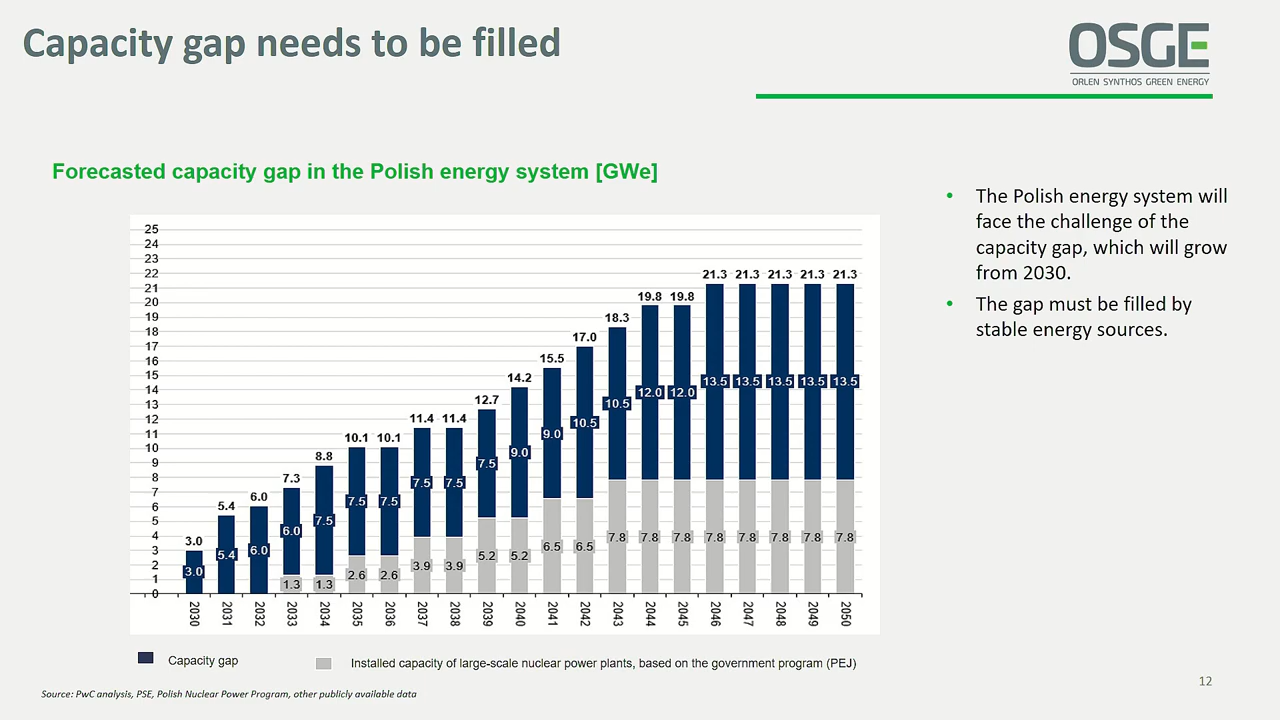 Capacity gap needs to be filled
OSGE
ORLEN SYNTHOS GREEN ENERGY
Forecasted capacity gap in the Polish energy system [GWe]
• The Polish energy system will
face the challenge of the
capacity gap, which will grow
from 2030.
• The gap must be filled by
stable energy sources.
25
24
23
22
21
20
19
18
17
16
15
14
13
12
11
10
9
8
7
6
5
4
3
2
1
0
3.0 5.4 6.0 7.3 8.8 10.1 10.1 11.4 11.4 12.7 14.2 15.5 17.0 18.3 19.8 19.8 21.3 21.3 21.3 21.3 21.3
3.0 5.4 6.0 6.0 7.5 7.5 7.5 7.5 7.5 7.5 9.0 9.0 10.5 10.5 12.0 12.0 13.5 13.5 13.5 13.5 13.5
1.3 1.3 2.6 2.6 3.9 3.9 5.2 5.2 6.5 6.5 7.8 7.8 7.8 7.8 7.8 7.8 7.8 7.8
2030 2031 2032 2033 2034 2035 2036 2037 2038 2039 2040 2041 2042 2043 2044 2045 2046 2047 2048 2049 2050
Capacity gap
Installed capacity of large-scale nuclear power plants, based on the government program (PEJ)
Source: PwC analysis, PSE, Polish Nuclear Power Program, other publicly available data
12